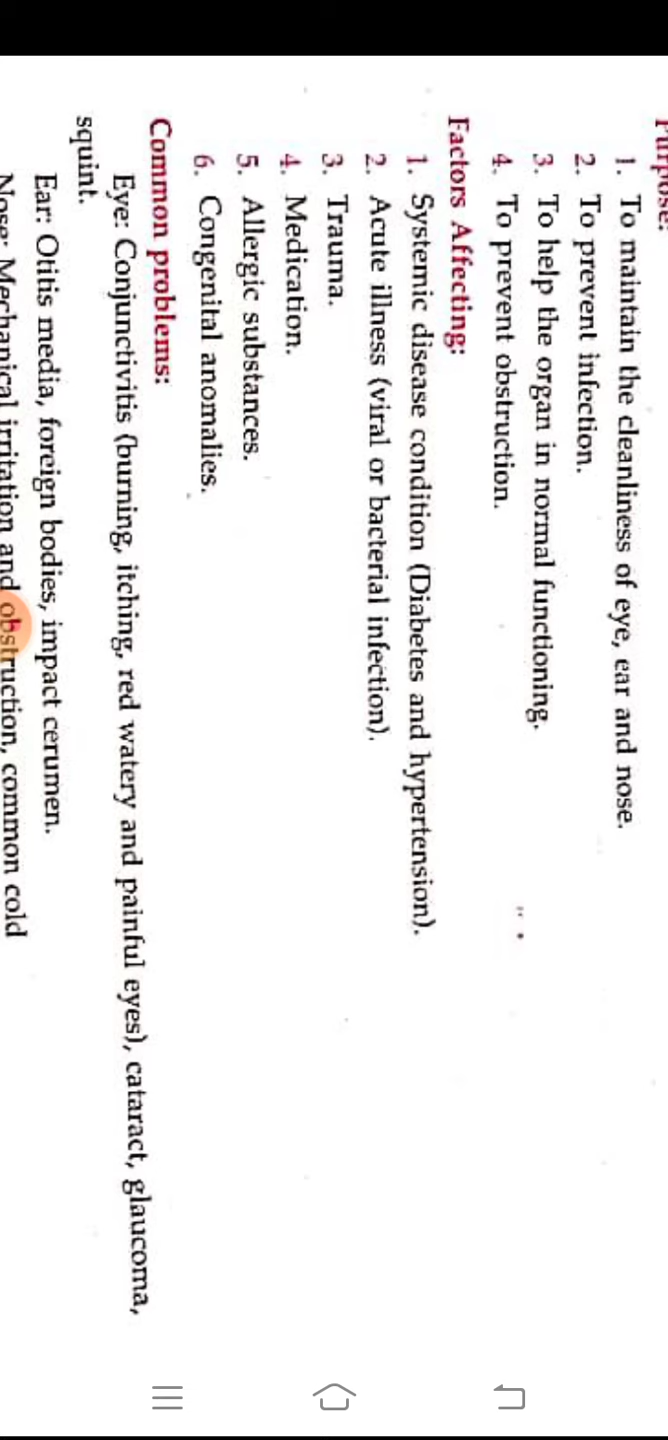 Purpose:
1. To maintain the cleanliness of eye, ear and nose.
2. To prevent infection.
3. To help the organ in normal functioning.
4. To prevent obstruction.
Factors Affecting:
1. Systemic disease condition (Diabetes and hypertension).
2. Acute illness (viral or bacterial infection).
3. Trauma.
4. Medication.
5. Allergic substances.
6. Congenital anomalies.
Common problems:
Eye: Conjunctivitis (burning, itching, red watery and painful eyes), cataract, glaucoma,
squint.
Ear: Otitis media, foreign bodies, impact cerumen.
Nose: Mechanical irritation and obstruction, common cold